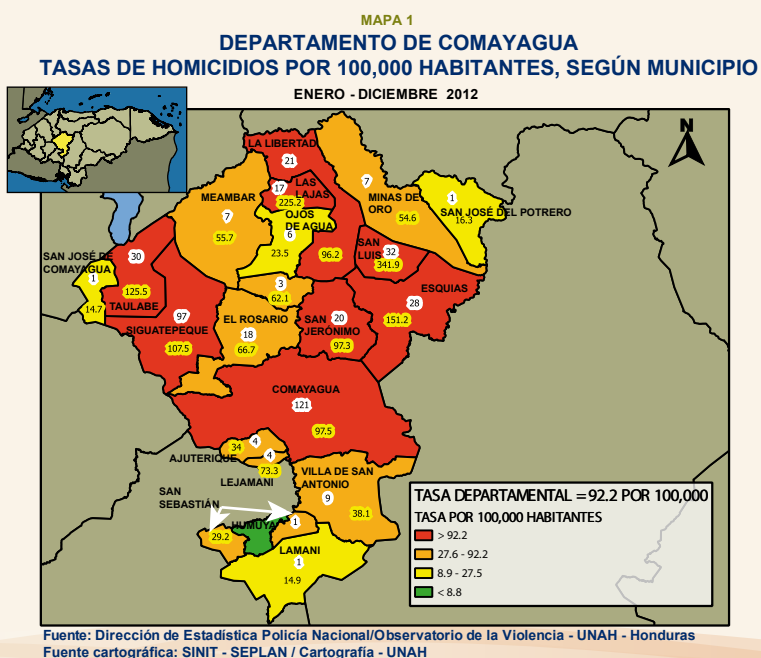 MAPA 1
DEPARTAMENTO DE COMAYAGUA
TASAS DE HOMICIDIOS POR 100,000 HABITANTES, SEGÚN MUNICIPIO
ENERO - DICIEMBRE 2012
N
LA LIBERTAD
21
96.2
LAS
LAJAS
17
225.2
MEAMBAR
7
55.7
OJOS
DE AGUA
6
23.5
MINAS DE
ORO
7
54.6
SAN JOSÉ DEL POTRERO
1
16.3
SAN
LUIS
32
341.9
SAN JOSÉ DE
COMAYAGUA
1
14.7
30
125.5
TAULABE
97
SIGUATEPEQUE
107.5
3
62.1
EL ROSARIO
18
66.7
SAN
JERÓNIMO
20
97.3
ESQUIAS
28
151.2
COMAYAGUA
121
97.5
34
4
AJUTERIQUE
4
73.3
LEJAMANI
VILLA DE SAN
ANTONIO
9
38.1
SAN
SEBASTIÁN
29.2
1
HUMUYA
LAMANI
1
14.9
TASA DEPARTAMENTAL = 92.2 POR 100,000
TASA POR 100,000 HABITANTES
> 92.2
27.6 - 92.2
8.9 - 27.5
< 8.8
Fuente: Dirección de Estadística Policía Nacional/Observatorio de la Violencia - UNAH - Honduras
Fuente cartográfica: SINIT - SEPLAN / Cartografía - UNAH